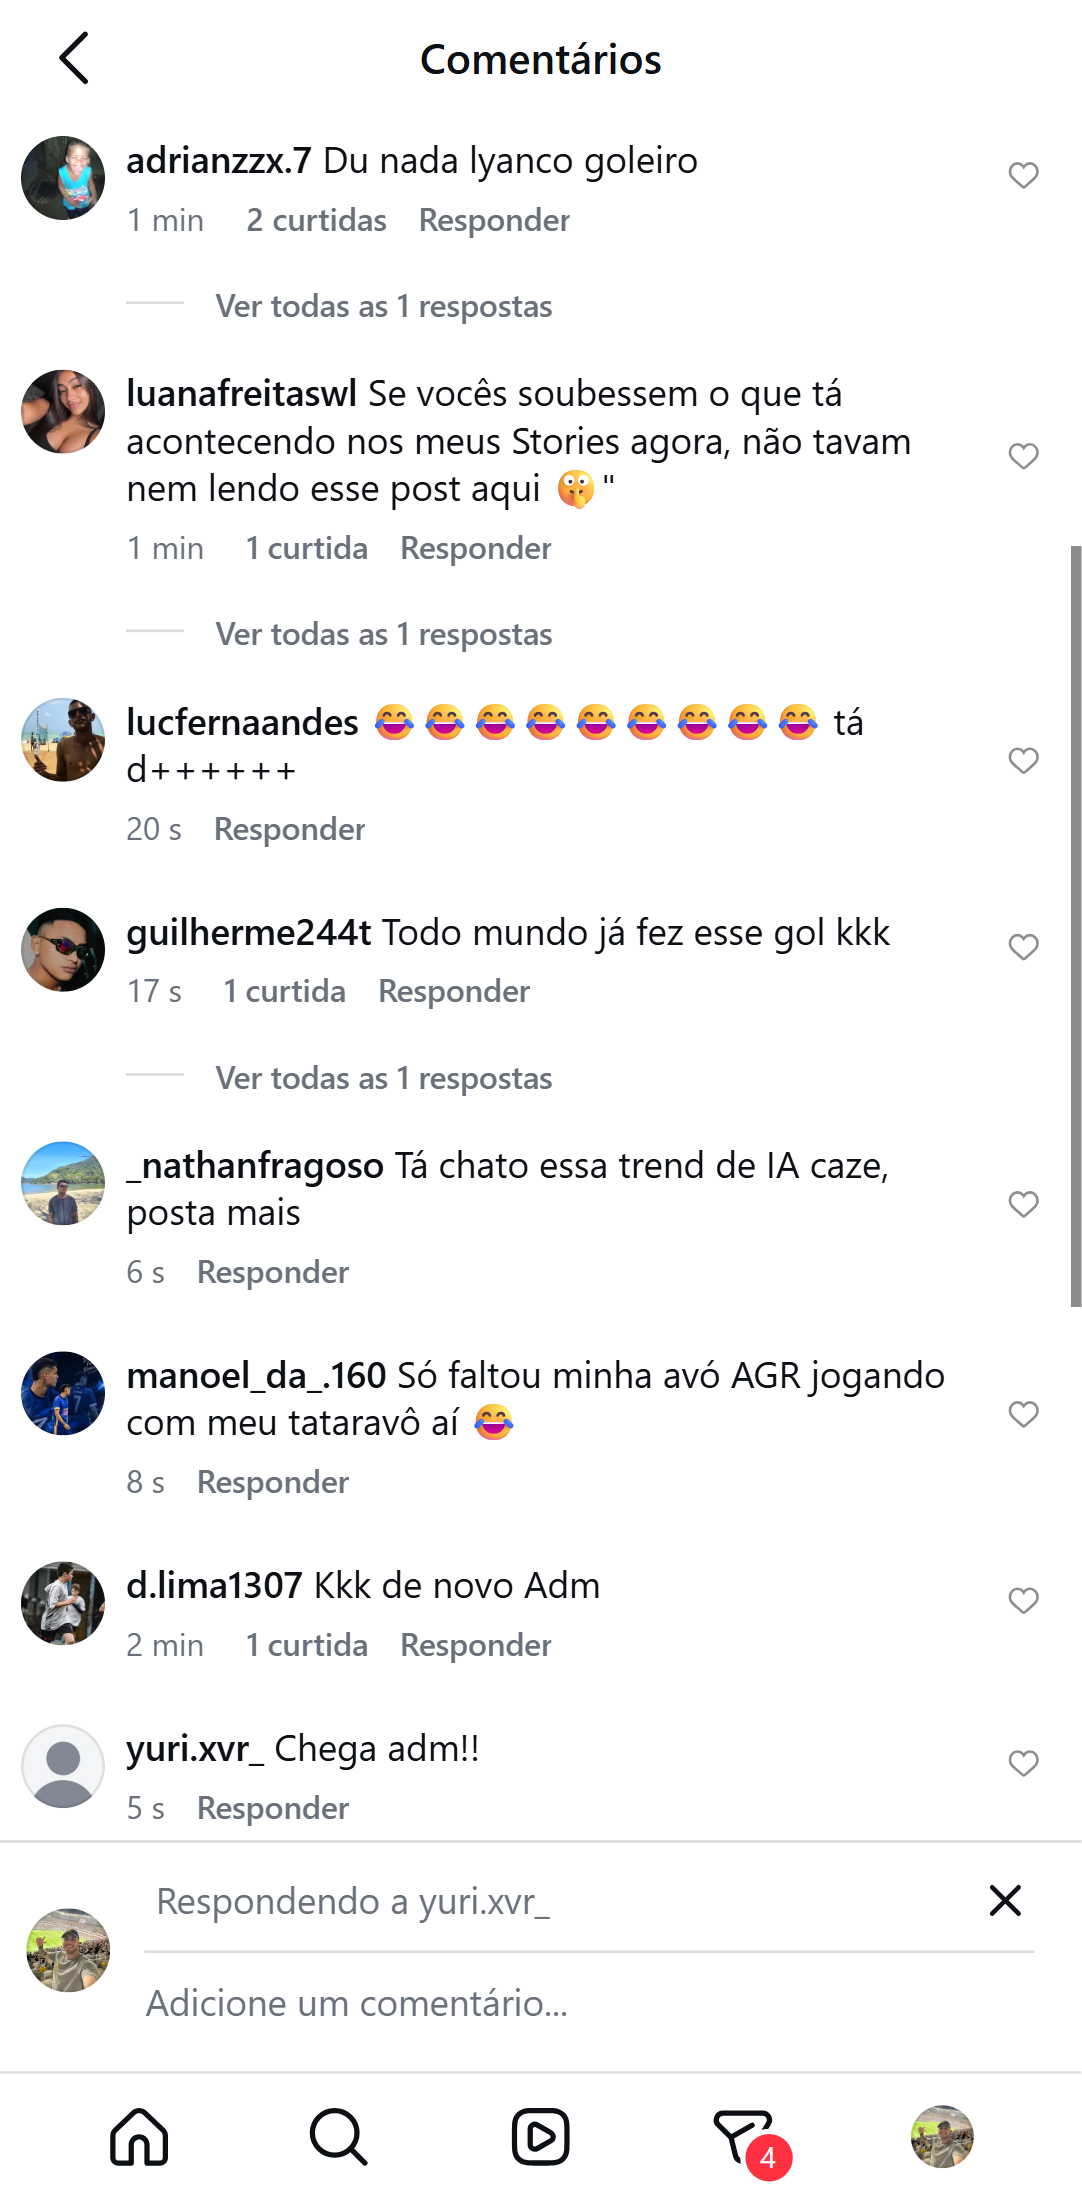 Comentários
adrianzzx.7 Du nada lyanco goleiro
1 min 2 curtidas Responder
Ver todas as 1 respostas
luanafreitaswl Se vocês soubessem o que tá
acontecendo nos meus Stories agora, não tavam
nem lendo esse post aqui 🤫"
1 min 1 curtida Responder
Ver todas as 1 respostas
lucfernaandes 😂😂😂😂😂😂😂😂😂 tá
d++++++
20 s Responder
guilherme244t Todo mundo já fez esse gol kkk
17 s 1 curtida Responder
Ver todas as 1 respostas
_nathanfragoso Tá chato essa trend de IA caze,
posta mais
6 s Responder
manoel_da_.160 Só faltou minha avó AGR jogando
com meu tataravô aí 😂
8 s Responder
d.lima1307 Kkk de novo Adm
2 min 1 curtida Responder
yuri.xvr_ Chega adm!!
5 s Responder
Respondendo a yuri.xvr_
Adicione um comentário...
4